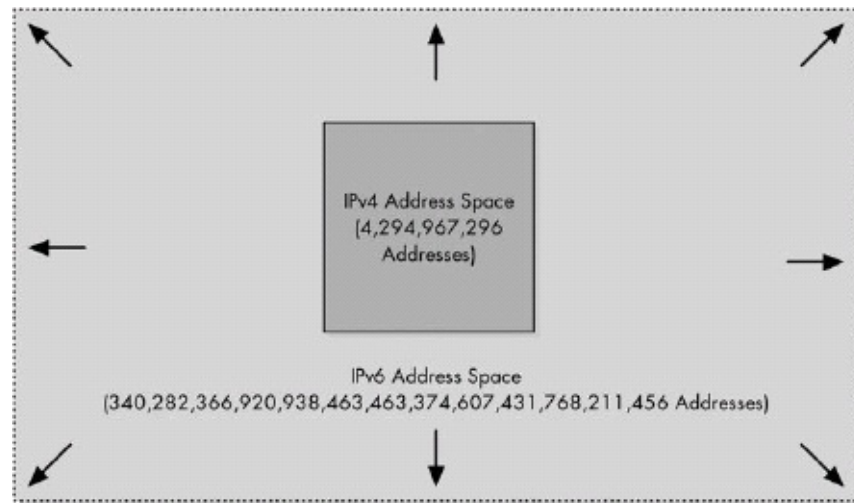 IPv4 Address Space
(4,294,967,296
Addresses)
IPv6 Address Space
(340,282,366,920,938,463,463,374,607,431,768,211,456 Addresses)